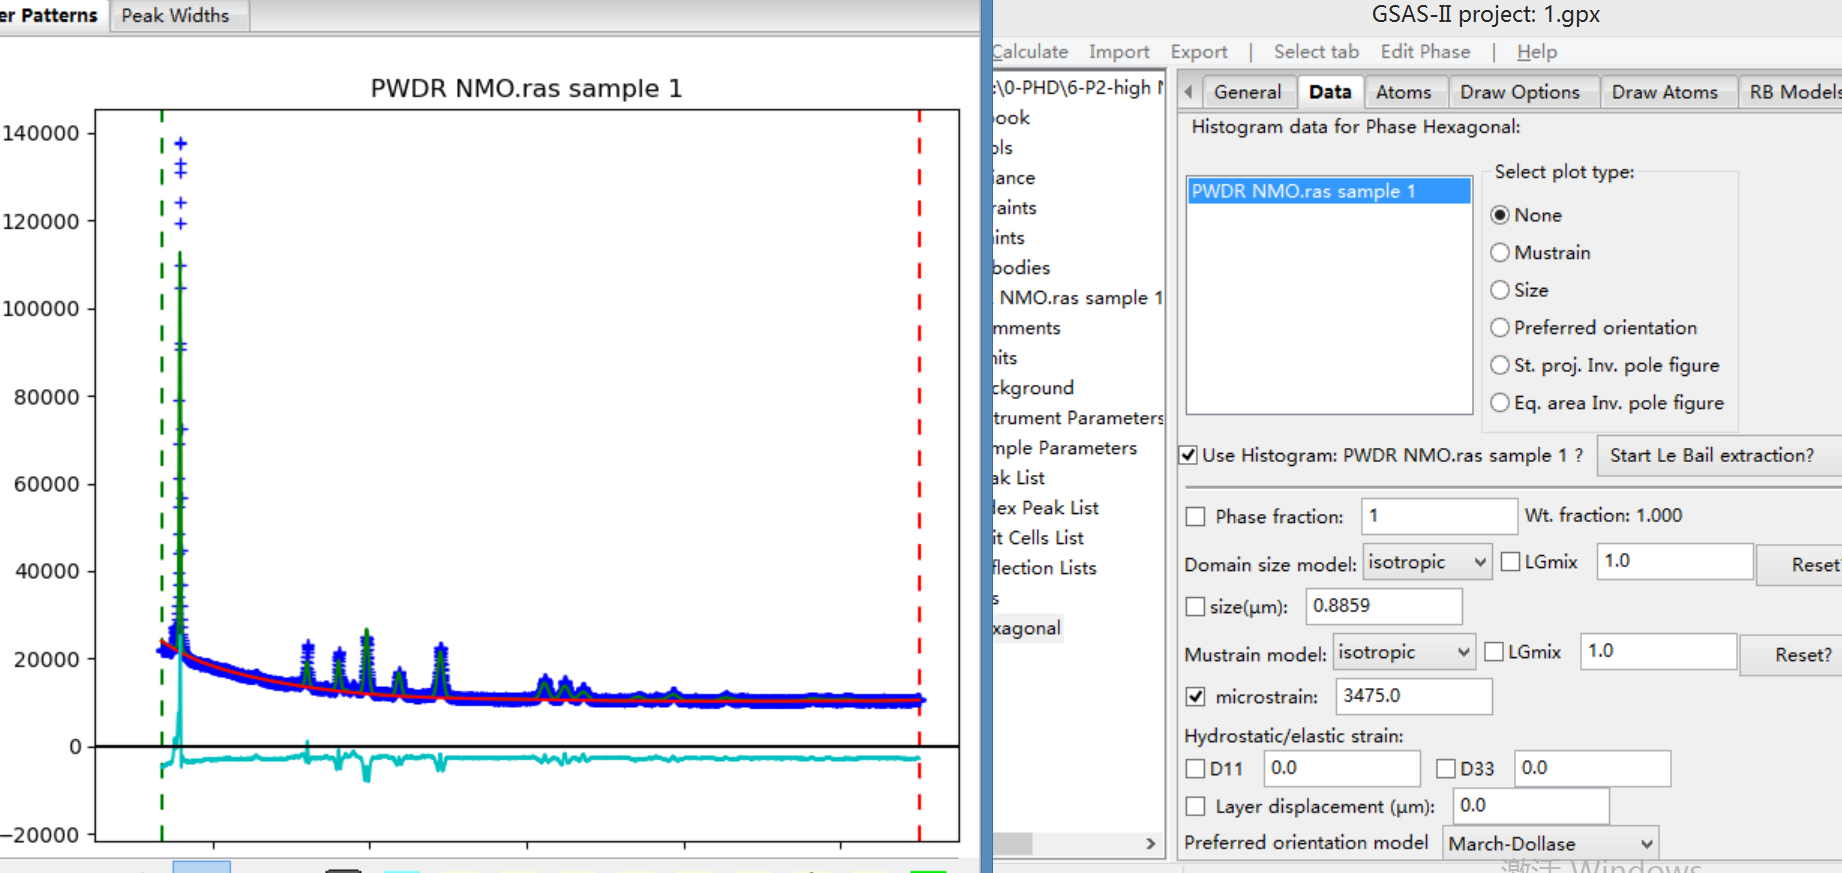 er Patterns
Peak Widths
PWDR NMO.ras sample 1
140000
120000
100000
80000
60000
40000
20000
0
−20000
GSAS-II project: 1.gpx
Calculate Import Export | Select tab Edit Phase | Help
:\0-PHD\6-P2-high
ook
ols
iance
raints
ints
bodies
NMO.ras sample 1
mments
its
ckground
trument Parameters
mple Parameters
ak List
dex Peak List
it Cells List
flection Lists
s
xagonal
General Data Atoms Draw Options Draw Atoms RB Models
Histogram data for Phase Hexagonal:
PWDR NMO.ras sample 1
Select plot type:
None
Mustrain
Size
Preferred orientation
St. proj. Inv. pole figure
Eq. area Inv. pole figure
Use Histogram: PWDR NMO.ras sample 1 ?
Start Le Bail extraction?
Phase fraction: 1 Wt. fraction: 1.000
Domain size model: isotropic LGmix 1.0 Reset?
size(μm): 0.8859
Mustrain model: isotropic LGmix 1.0 Reset?
microstrain: 3475.0
Hydrostatic/elastic strain:
D11 0.0 D33 0.0
Layer displacement (μm): 0.0
Preferred orientation model March-Dollase
激活 Windows